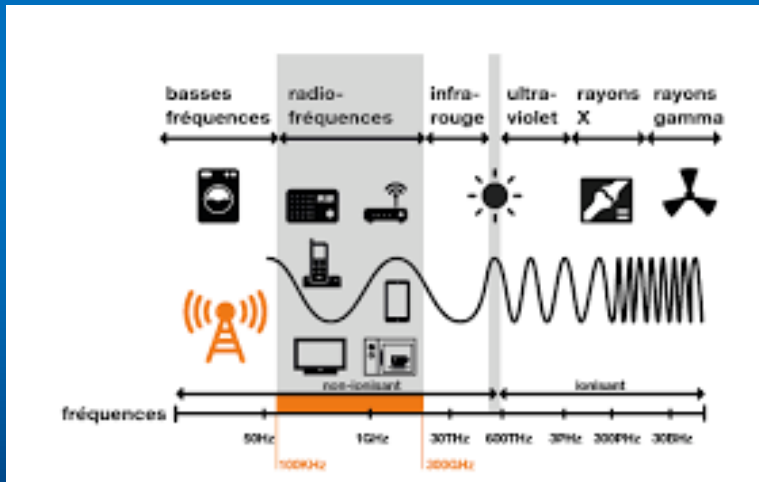 basses
fréquences
radio-
fréquences
infra-
rouge
ultra-
violet
rayons
X
rayons
gamma
non-ionisant
ionisant
fréquences
50Hz
1GHz
30THz
600THz
3PHz
300PHz
30EHz
100KHz
300GHz